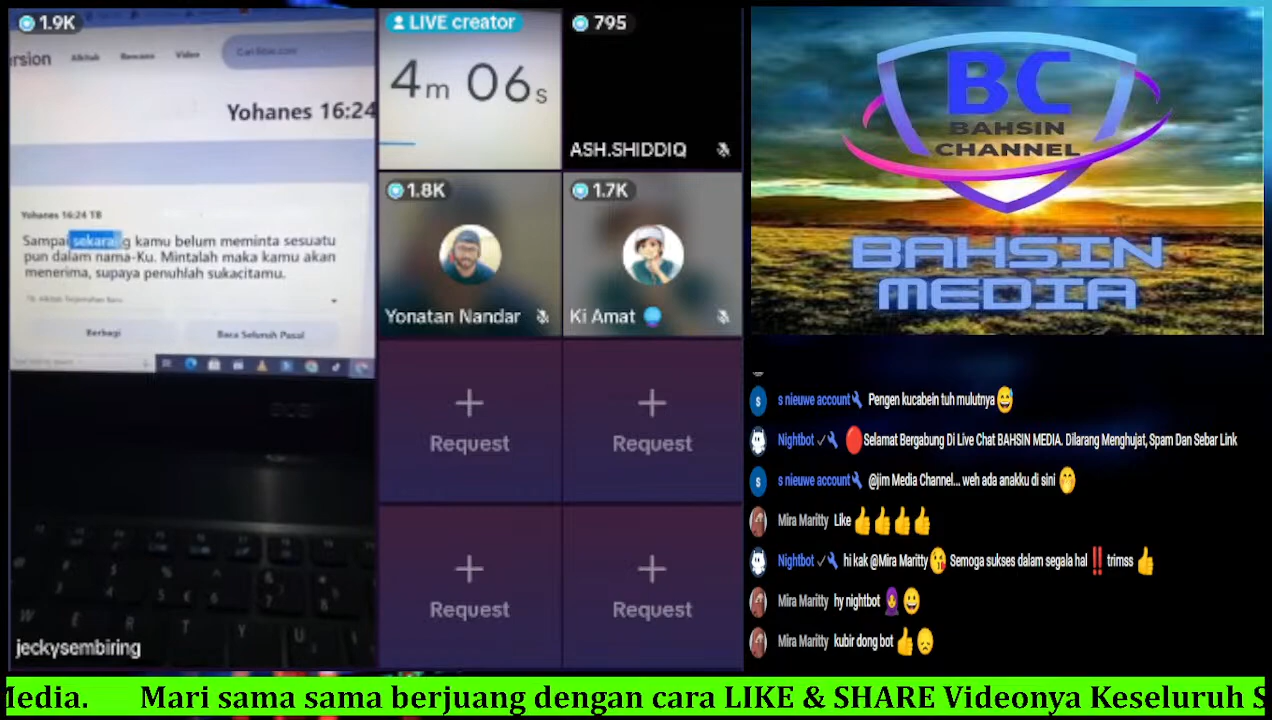 1.9K
rsion Alkitab Rencana Video
Yohanes 16:24
Yohanes 16:24 TB
Sampai sekarang kamu belum meminta sesuatu
pun dalam nama-Ku. Mintalah maka kamu akan
menerima, supaya penuhlah sukacitamu.
Berbagi
Baca Seluruh Pasal
W E R T Y U
jeckysembiring
LIVE creator
4m 06s
795
ASH.SHIDDIQ
1.8K
Yonatan Nandar
1.7K
Ki Amat
+ Request
+ Request
+ Request
+ Request
BC
BAHSIN
CHANNEL
BAHSIN
MEDIA
s nieuwe account Pengen kucabein tuh mulutnya😅
Nightbot ✓ 🔴Selamat Bergabung Di Live Chat BAHSIN MEDIA. Dilarang Menghujat, Spam Dan Sebar Link
s nieuwe account @jim Media Channel... weh ada anakku di sini 🤭
Mira Maritty Like👍👍👍👍
Nightbot ✓ hi kak @Mira Maritty😘 Semoga sukses dalam segala hal ‼️ trimss 👍
Mira Maritty hy nightbot 🧕😀
Mira Maritty kubir dong bot 👍😞
Media. Mari sama sama berjuang dengan cara LIKE & SHARE Videonya Keseluruh S